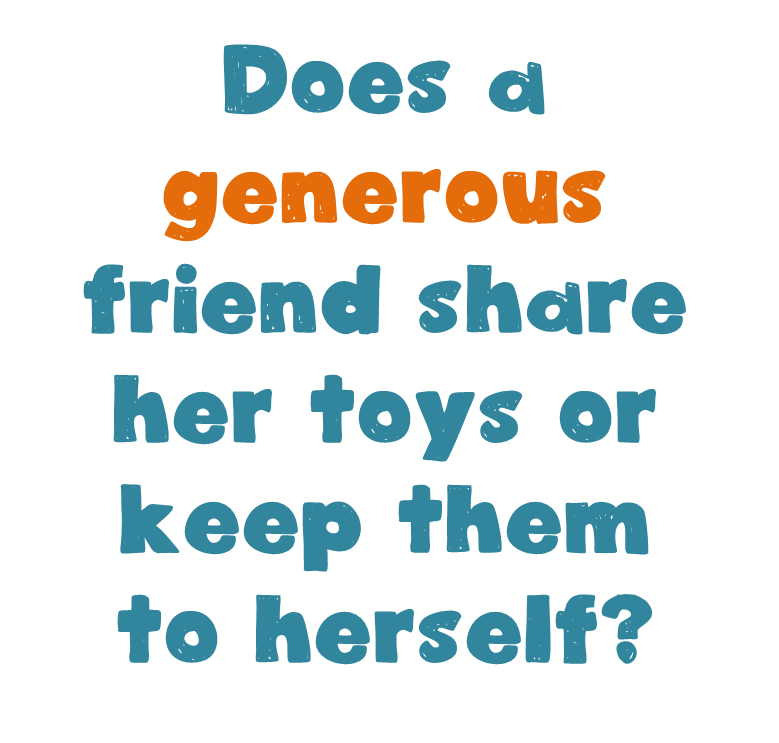 Does a
generous
friend share
her toys or
keep them
to herself?